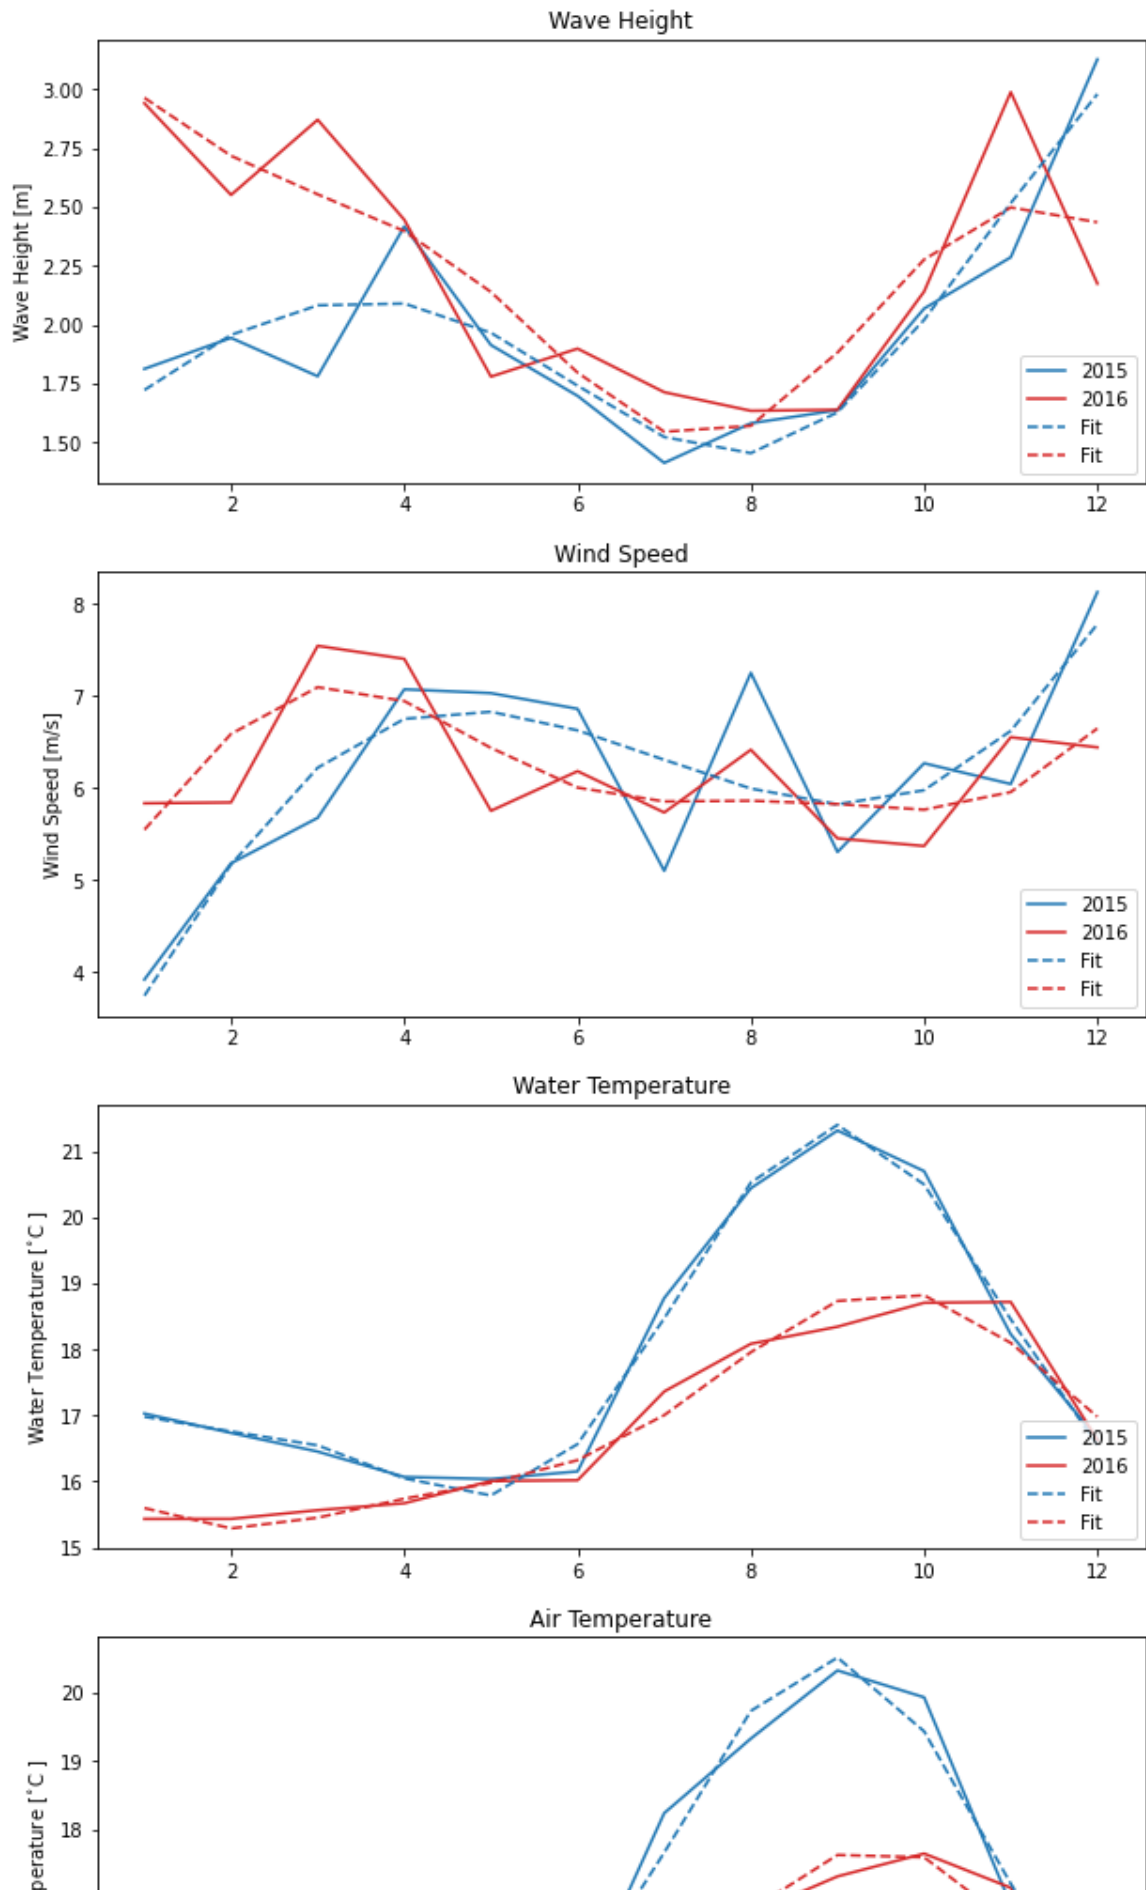 Wave Height
Wave Height [m]
3.00
2.75
2.50
2.25
2.00
1.75
1.50
2015
2016
Fit
Fit
2 4 6 8 10 12
Wind Speed
Wind Speed [m/s]
8
7
6
5
4
2015
2016
Fit
Fit
2 4 6 8 10 12
Water Temperature
Water Temperature [˚C ]
21
20
19
18
17
16
15
2015
2016
Fit
Fit
2 4 6 8 10 12
Air Temperature
perature [˚C ]
20
19
18